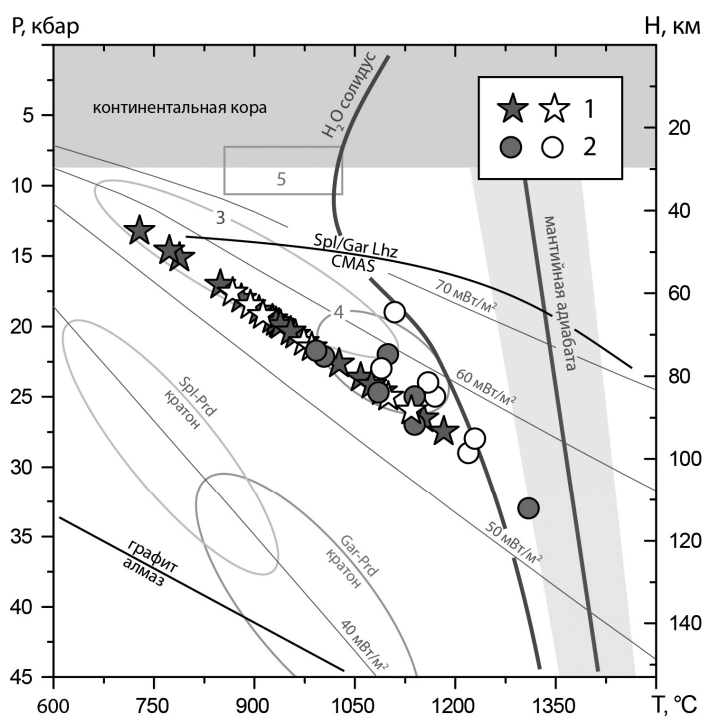 P, кбар
H, км
континентальная кора
H₂O солидус
1
2
5
3
4
Spl/Gar Lhz
CMAS
70 мВт/м²
мантийная адиабата
60 мВт/м²
50 мВт/м²
40 мВт/м²
Spl-Prd
кратон
Gar-Prd
кратон
графит
алмаз
5
10
15
20
25
30
35
40
45
20
40
60
80
100
120
140
600
750
900
1050
1200
1350
T, °C